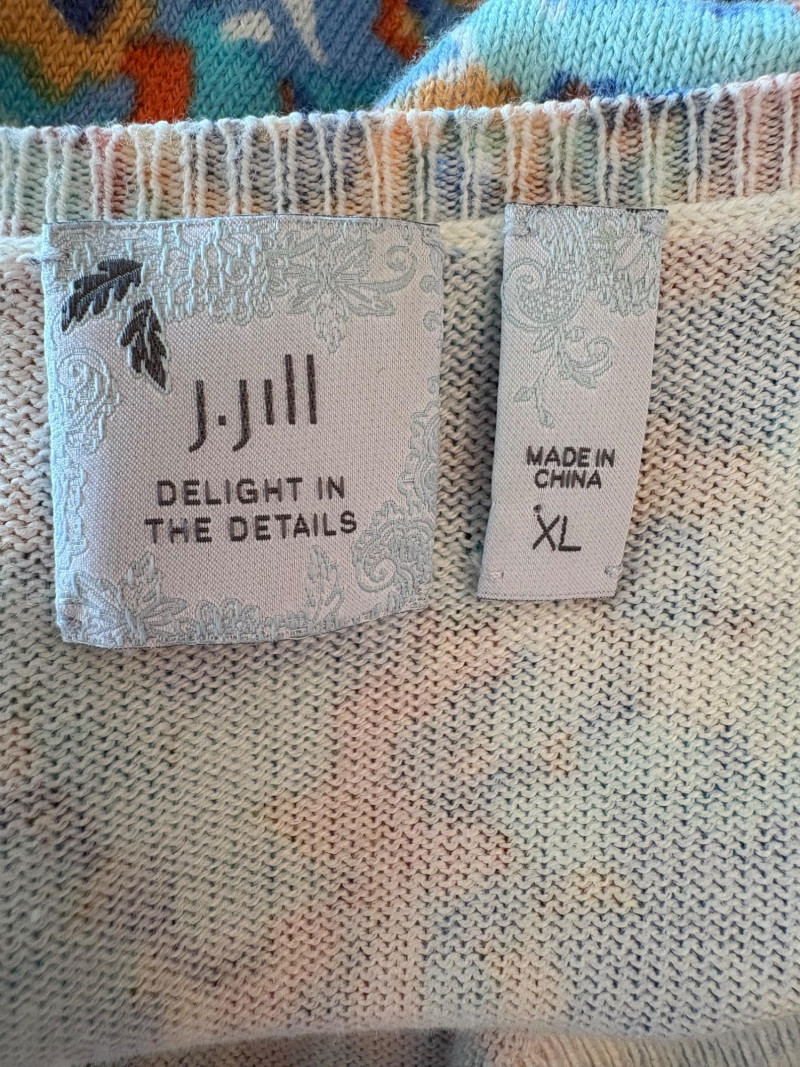 J.Jill
DELIGHT IN
THE DETAILS
MADE IN
CHINA
XL